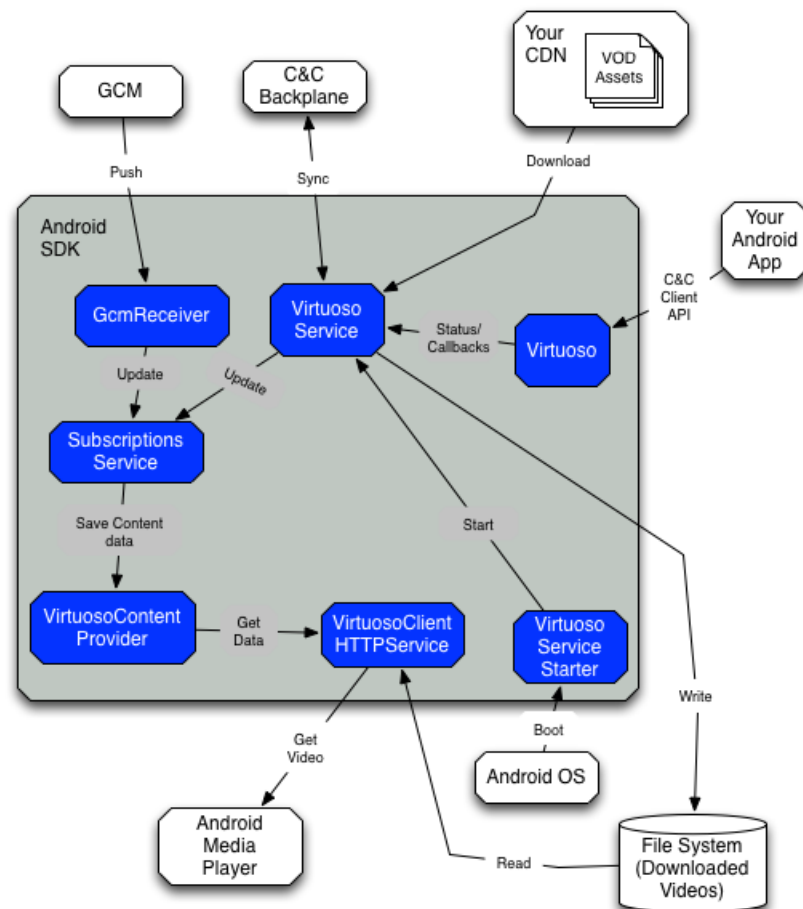 Your
CDN
VOD
Assets
GCM
C&C
Backplane
Push
Sync
Download
Android
SDK
Your
Android
App
C&C
Client
API
GcmReceiver
Virtuoso
Service
Status/
Callbacks
Virtuoso
Update
Update
Subscriptions
Service
Save Content
data
Start
VirtuosoContent
Provider
Get
Data
VirtuosoClient
HTTPService
Virtuoso
Service
Starter
Write
Get
Video
Boot
Android OS
Android
Media
Player
Read
File System
(Downloaded
Videos)